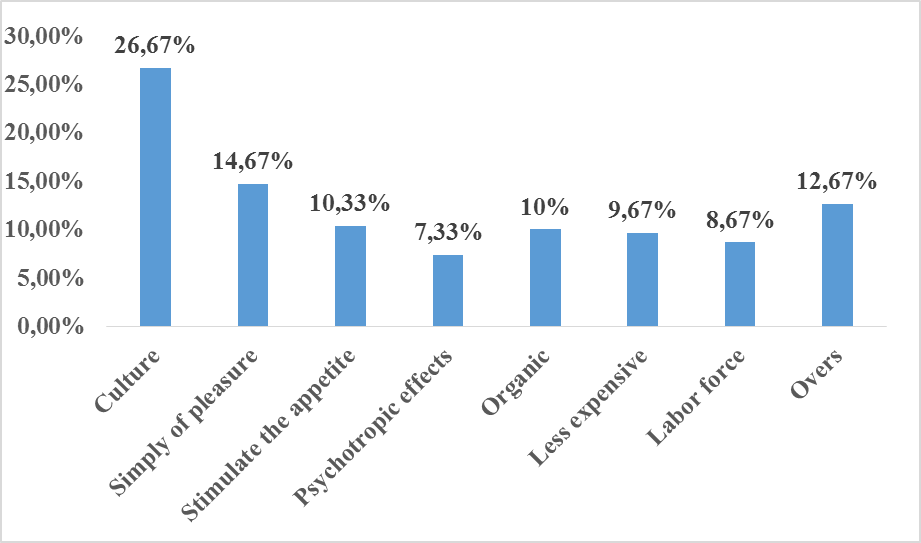 30,00%
25,00%
20,00%
15,00%
10,00%
5,00%
0,00%
26,67%
14,67%
10,33%
7,33%
10%
9,67%
8,67%
12,67%
Culture
Simply of pleasure
Stimulate the appetite
Psychotropic effects
Organic
Less expensive
Labor force
Overs